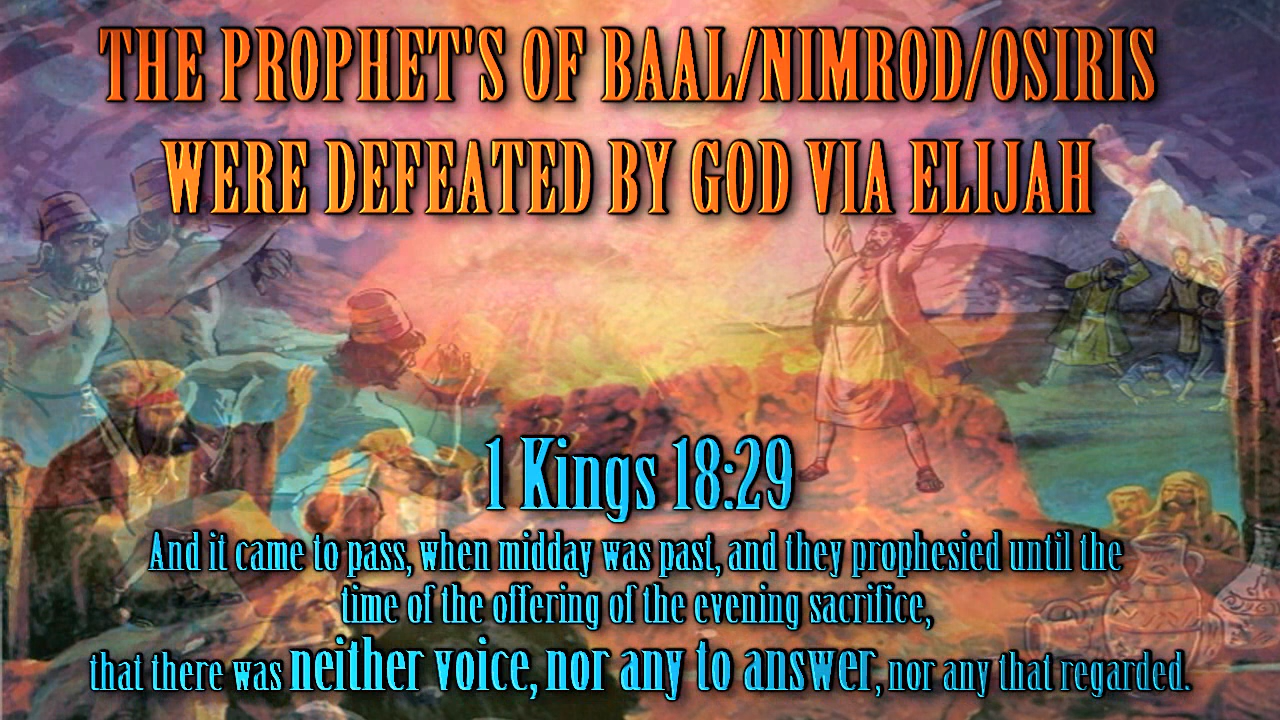 THE PROPHET'S OF BAAL/NIMROD/OSIRIS
WERE DEFEATED BY GOD VIA ELIJAH
1 Kings 18:29
And it came to pass, when midday was past, and they prophesied until the
time of the offering of the evening sacrifice,
that there was neither voice, nor any to answer, nor any that regarded.